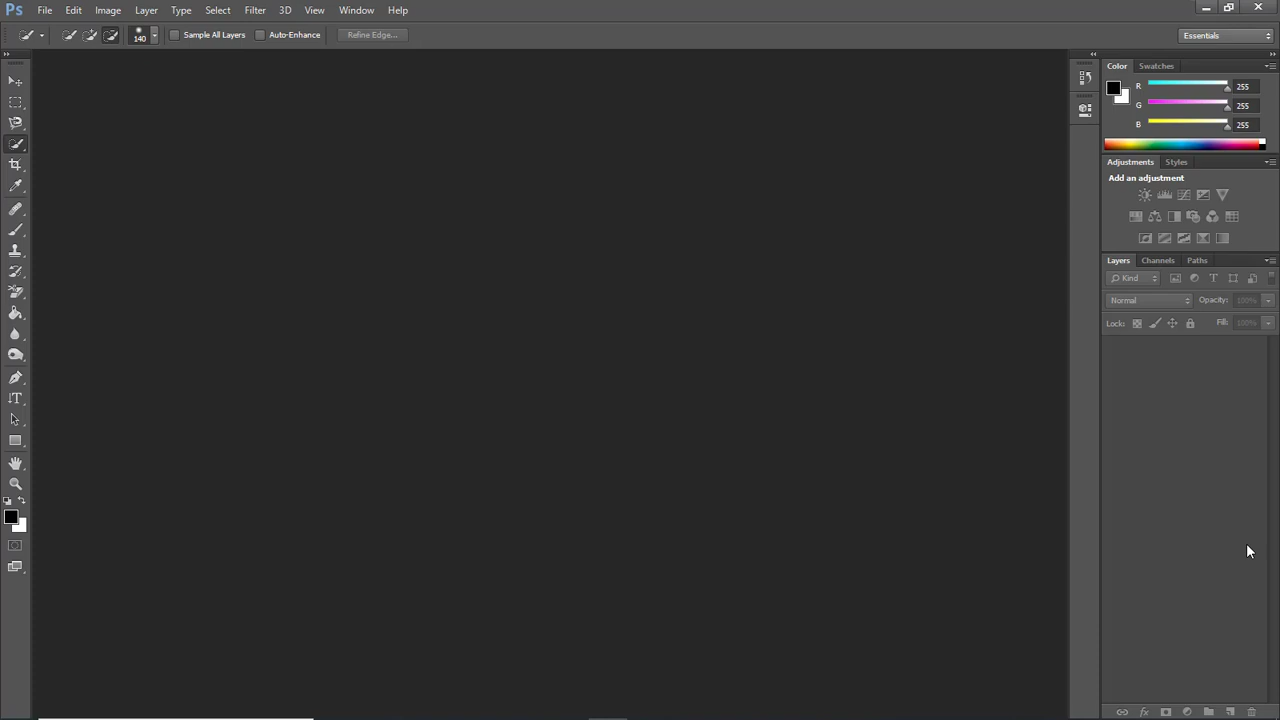 Ps File Edit Image Layer Type Select Filter 3D View Window Help
140 Sample All Layers Auto-Enhance Refine Edge... Essentials
Color Swatches
R 255
G 255
B 255
Adjustments Styles
Add an adjustment
Layers Channels Paths
Kind T
Normal Opacity: 100%
Lock: Fill: 100%
T
fx